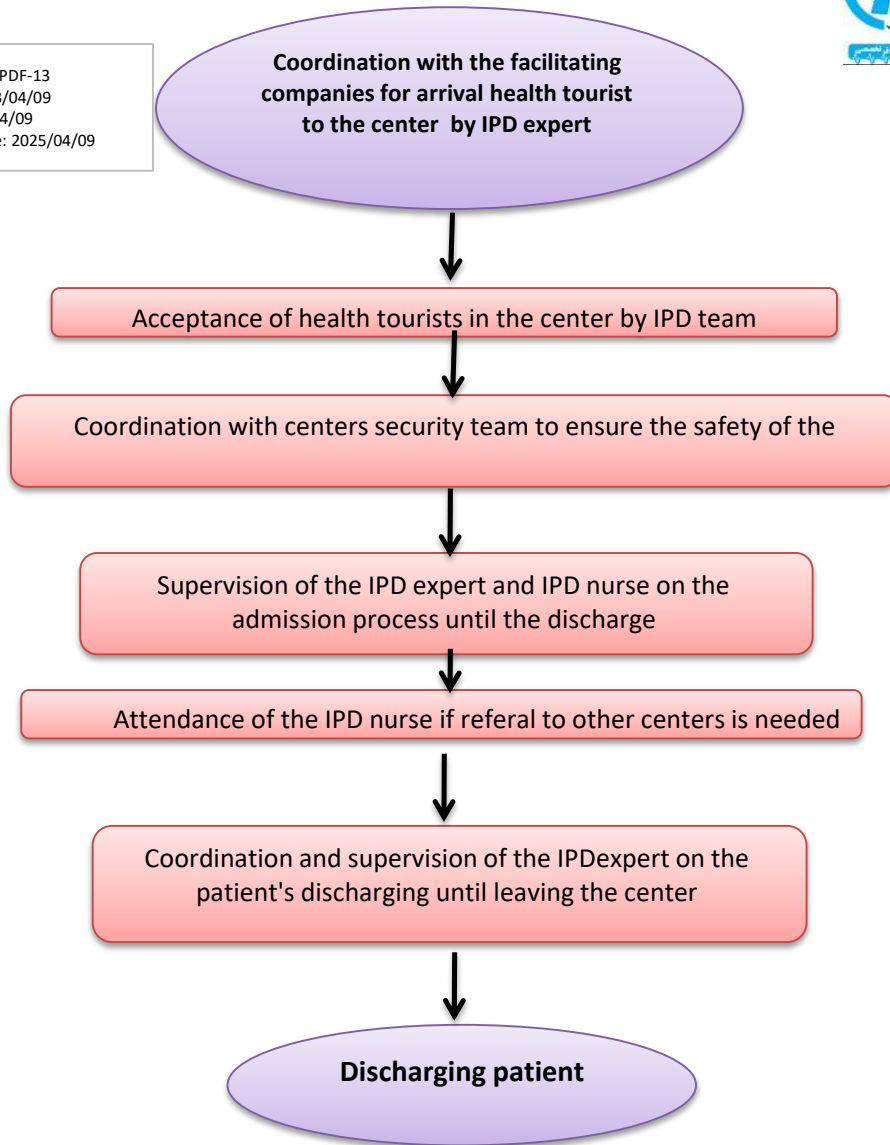 PDF-13
/04/09
4/09
: 2025/04/09
Coordination with the facilitating
companies for arrival health tourist
to the center by IPD expert
Acceptance of health tourists in the center by IPD team
Coordination with centers security team to ensure the safety of the
Supervision of the IPD expert and IPD nurse on the
admission process until the discharge
Attendance of the IPD nurse if referal to other centers is needed
Coordination and supervision of the IPDexpert on the
patient's discharging until leaving the center
Discharging patient